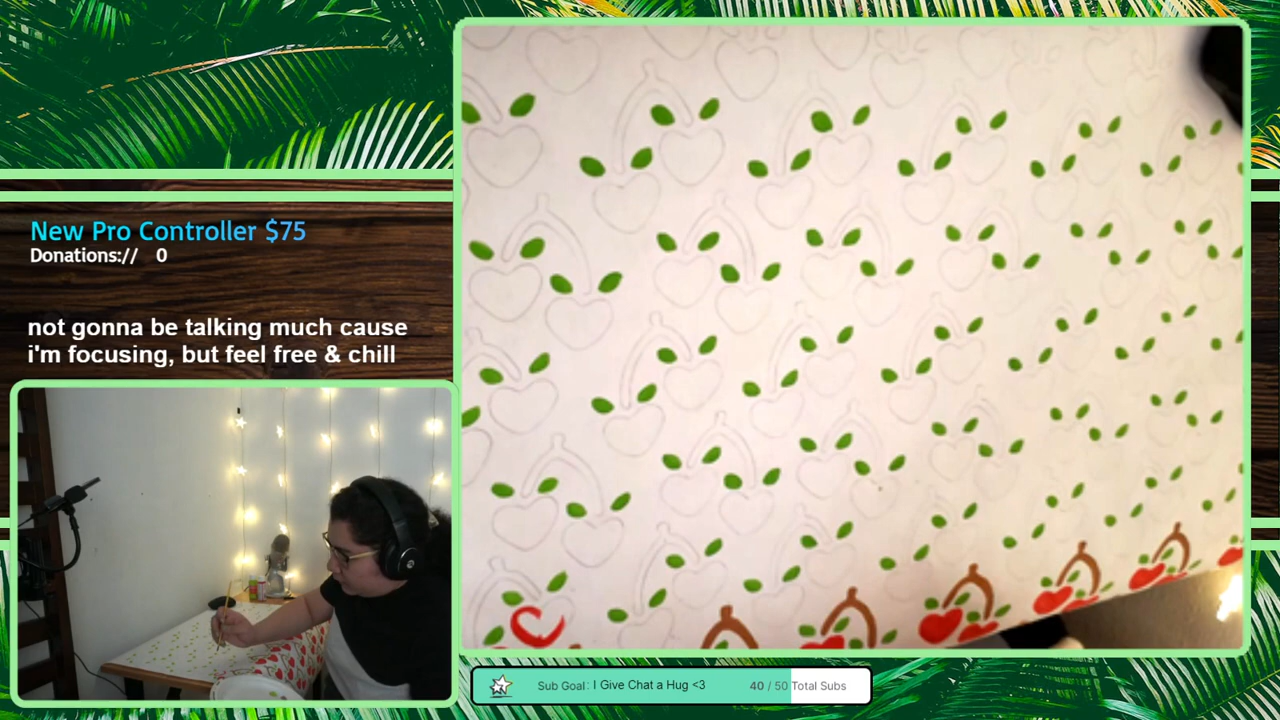 New Pro Controller $75
Donations:// 0
not gonna be talking much cause
i'm focusing, but feel free & chill
Sub Goal: I Give Chat a Hug <3 40 / 50 Total Subs